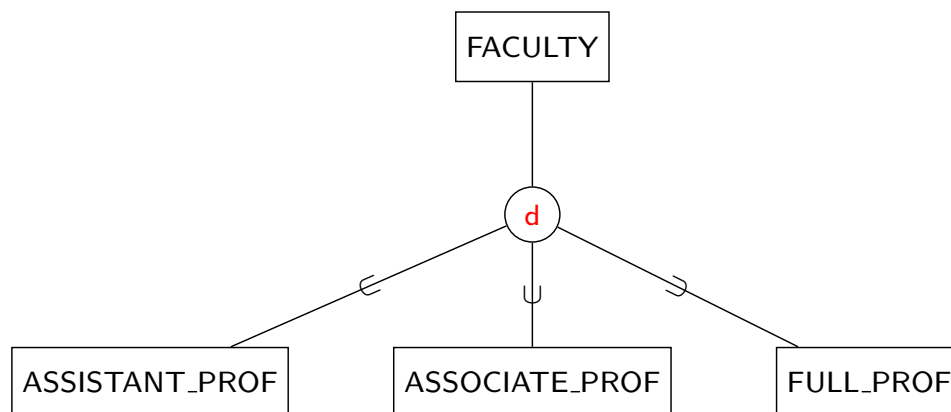 FACULTY
d
ASSISTANT_PROF
ASSOCIATE_PROF
FULL_PROF